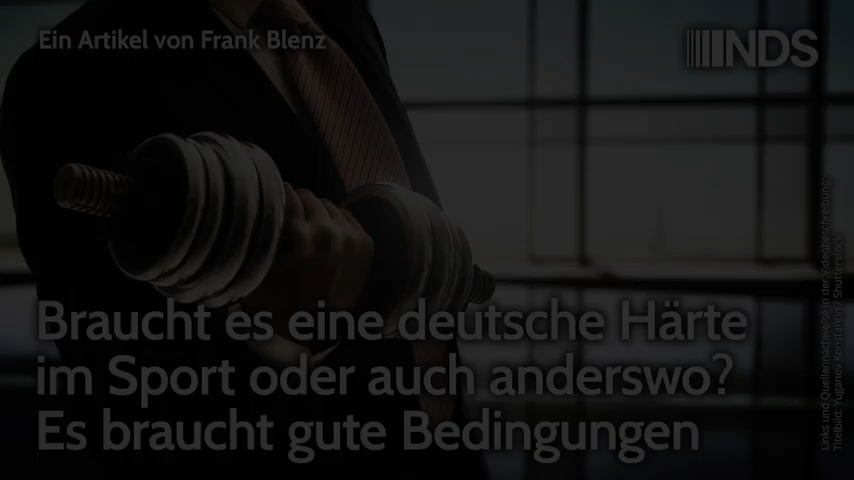 Ein Artikel von Frank Blenz
NDS
Braucht es eine deutsche Härte
im Sport oder auch anderswo?
Es braucht gute Bedingungen
Links und Quellennachweise in der Videobeschreibung:
Titelbild: Yuganov Konstantin / Shutterstock